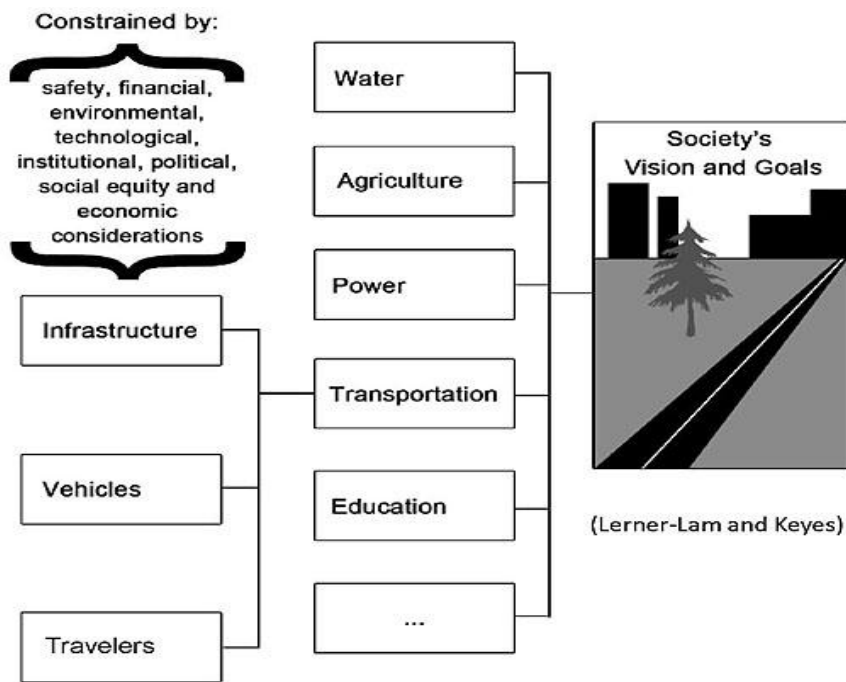 Constrained by:
safety, financial,
environmental,
technological,
institutional, political,
social equity and
economic
considerations
Infrastructure
Vehicles
Travelers
Water
Agriculture
Power
Transportation
Education
...
Society's
Vision and Goals
(Lerner-Lam and Keyes)